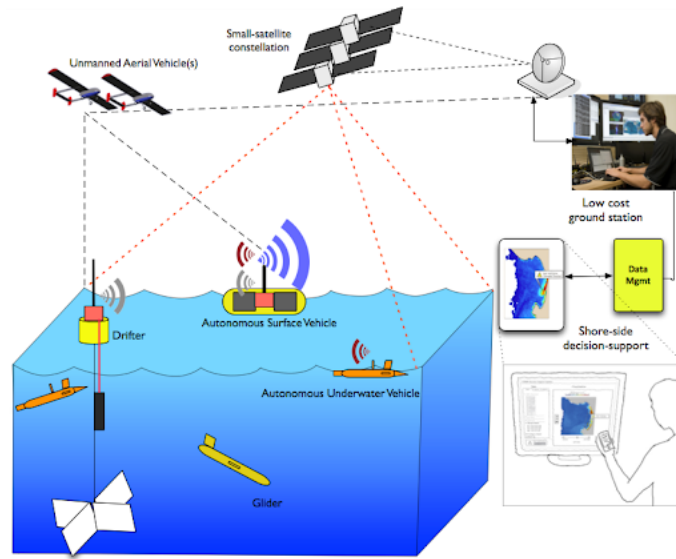 Small-satellite
constellation
Unmanned Aerial Vehicle(s)
Low cost
ground station
Data
Mgmt
Shore-side
decision-support
Autonomous Surface Vehicle
Drifter
Autonomous Underwater Vehicle
Glider